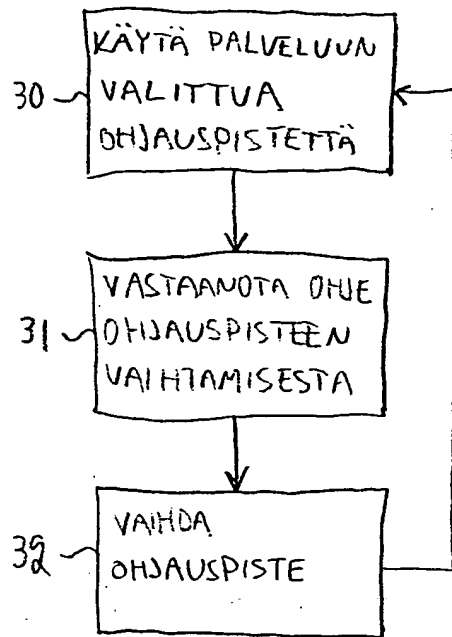 30
KÄYTÄ PALVELUUN
VALITTUA
OHJAUSPISTETTÄ
31
VASTAANOTA OHJE
OHJAUSPISTEEN
VAIHTAMISESTA
32
VAIHDA
OHJAUSPISTE